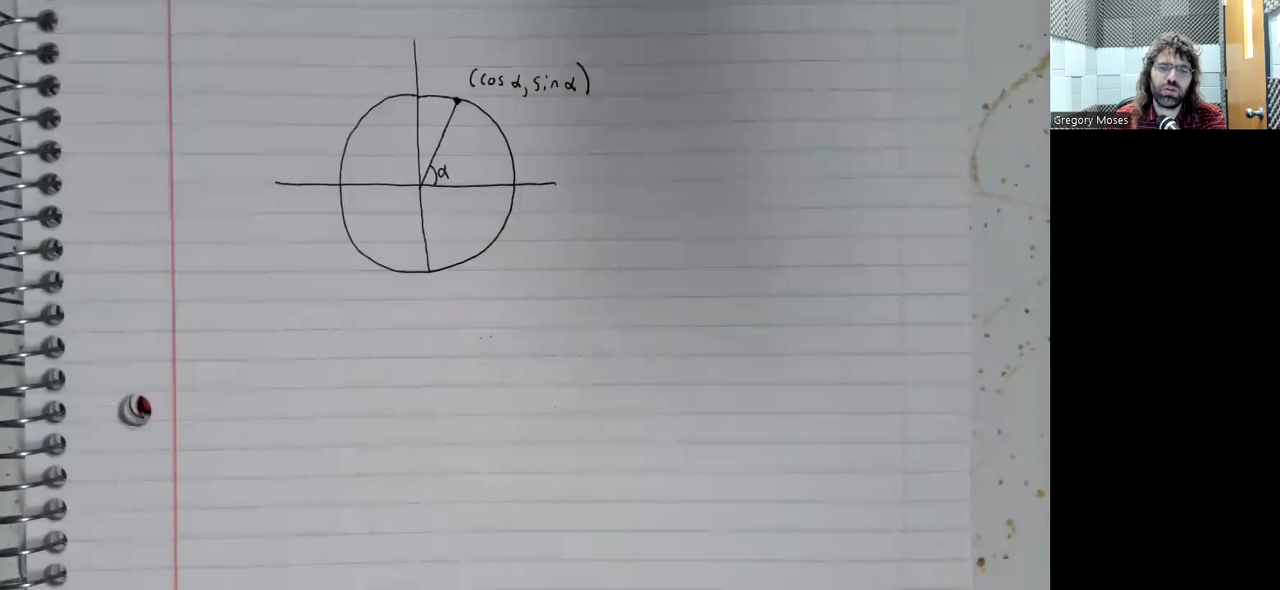 (cos α, sin α)
α
Gregory Moses